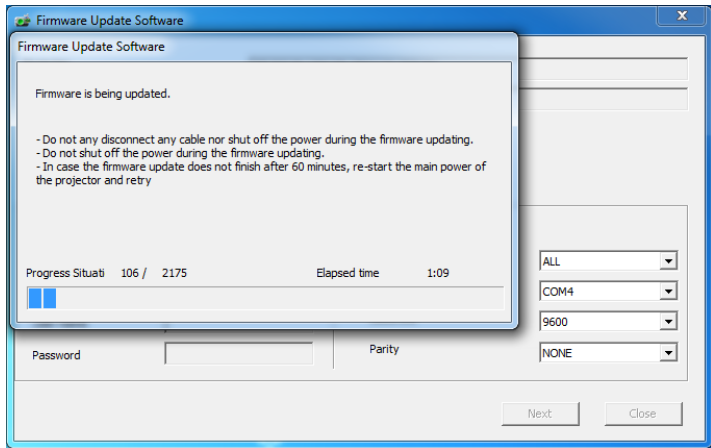 Firmware Update Software
x
Firmware Update Software
Firmware is being updated.
- Do not any disconnect any cable nor shut off the power during the firmware updating.
- Do not shut off the power during the firmware updating.
- In case the firmware update does not finish after 60 minutes, re-start the main power of
the projector and retry
Progress Situati 106 / 2175 Elapsed time 1:09
ALL
COM4
9600
Password Parity NONE
Next Close